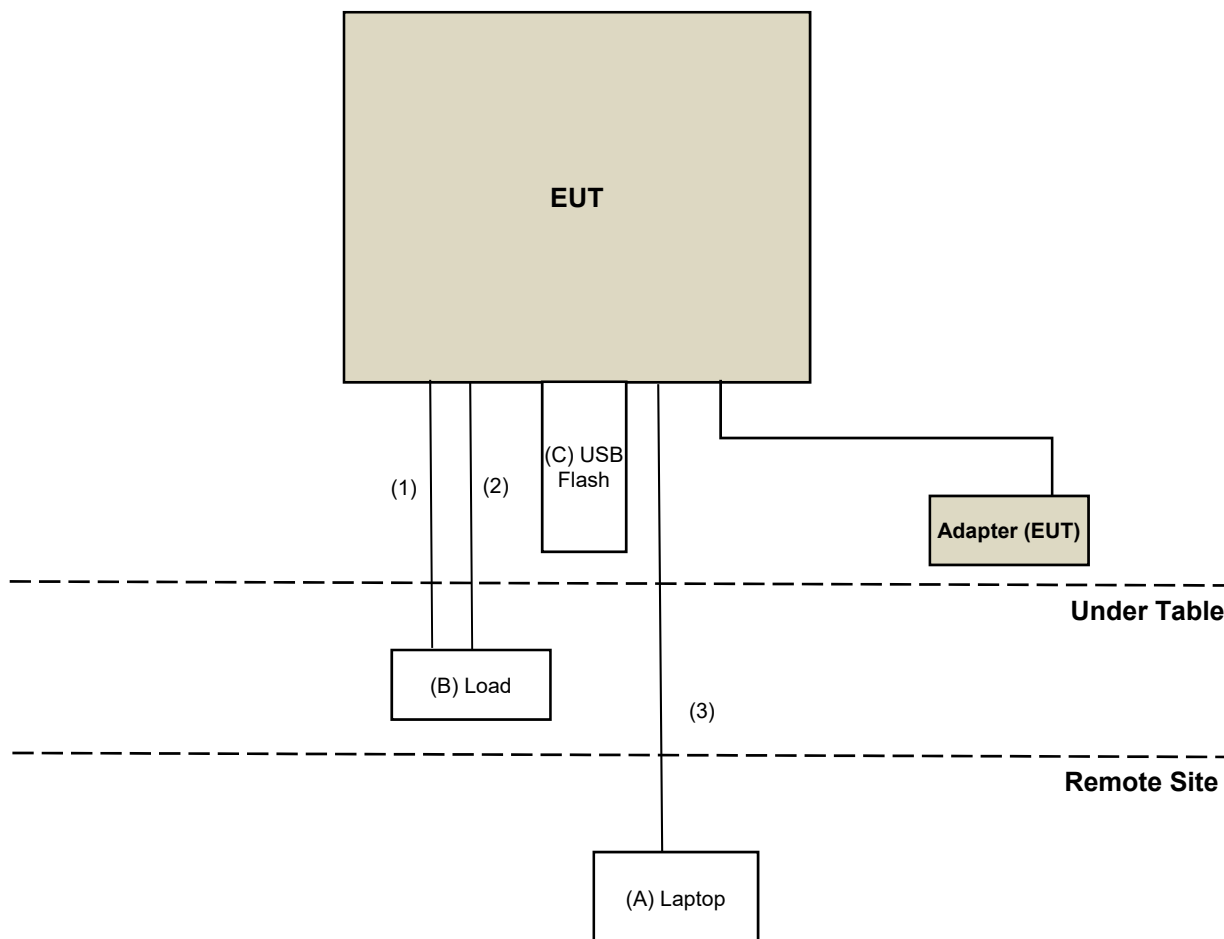 EUT
(C) USB
Flash
(1)
(2)
Adapter (EUT)
Under Table
(B) Load
(3)
Remote Site
(A) Laptop